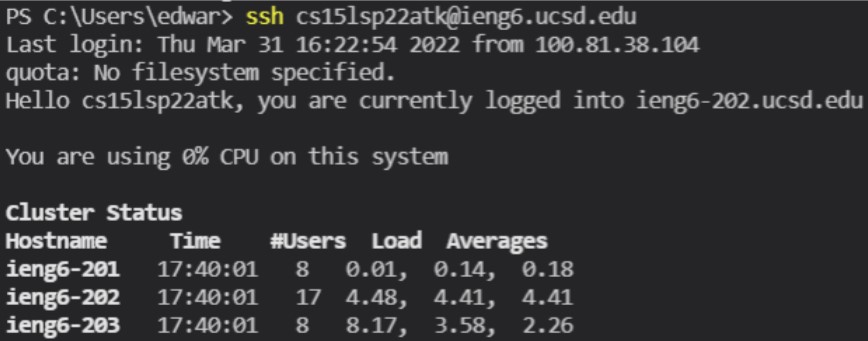 PS C:\Users\edwar> ssh cs15lsp22atk@ieng6.ucsd.edu
Last login: Thu Mar 31 16:22:54 2022 from 100.81.38.104
quota: No filesystem specified.
Hello cs15lsp22atk, you are currently logged into ieng6-202.ucsd.edu
You are using 0% CPU on this system
Cluster Status
Hostname Time #Users Load Averages
ieng6-201 17:40:01 8 0.01, 0.14, 0.18
ieng6-202 17:40:01 17 4.48, 4.41, 4.41
ieng6-203 17:40:01 8 8.17, 3.58, 2.26